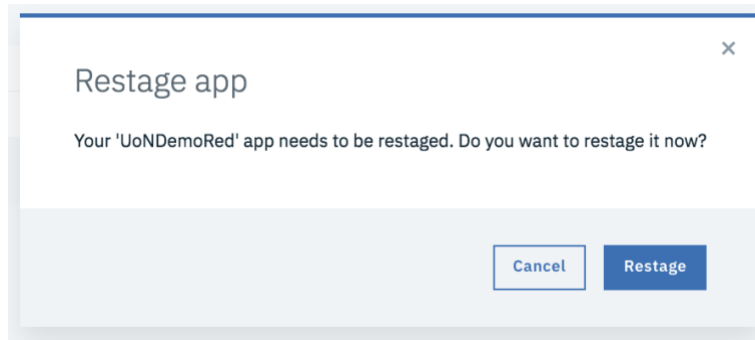 Restage app
Your 'UoNDemoRed' app needs to be restaged. Do you want to restage it now?
Cancel
Restage